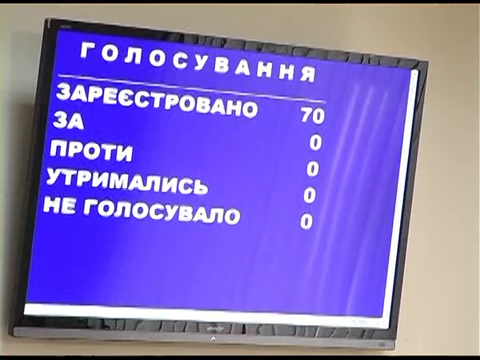 ГОЛОСУВАННЯ
ЗАРЕЄСТРОВАНО 70
ЗА 0
ПРОТИ 0
УТРИМАЛИСЬ 0
НЕ ГОЛОСУВАЛО 0